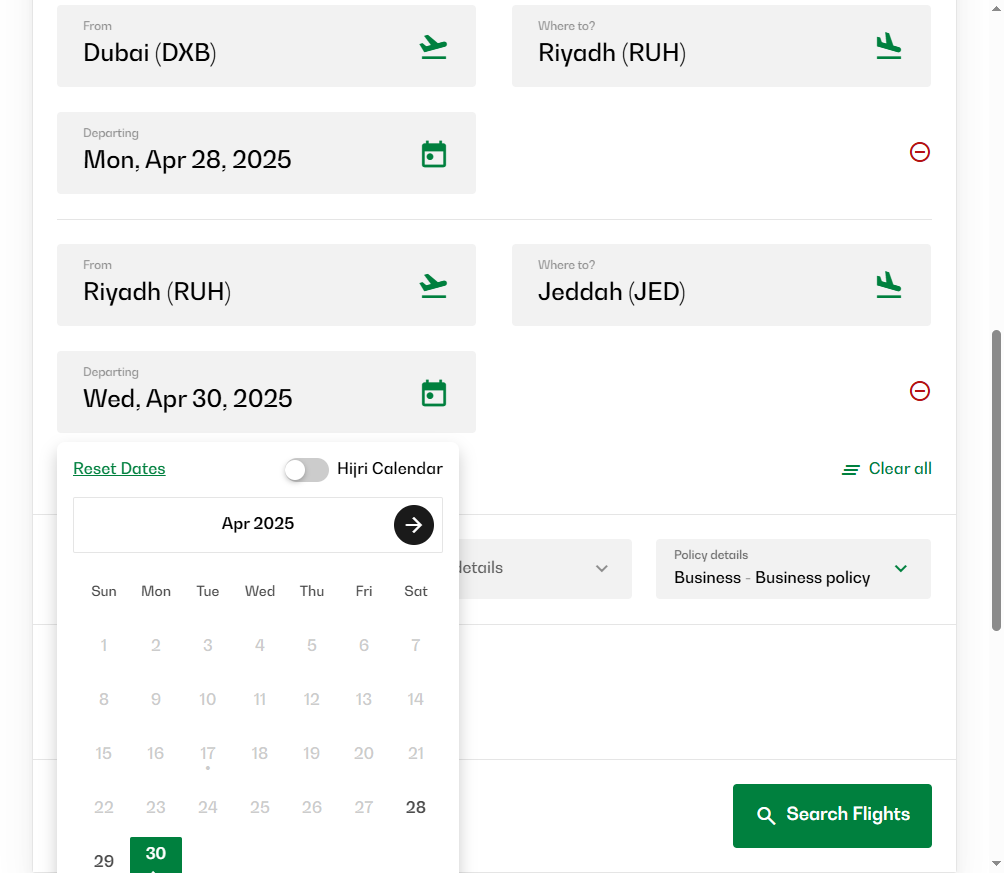 From
Dubai (DXB)
Where to?
Riyadh (RUH)
Departing
Mon, Apr 28, 2025
From
Riyadh (RUH)
Where to?
Jeddah (JED)
Departing
Wed, Apr 30, 2025
Reset Dates
Hijri Calendar
Clear all
Apr 2025
details
Policy details
Business - Business policy
Sun Mon Tue Wed Thu Fri Sat
1 2 3 4 5 6 7
8 9 10 11 12 13 14
15 16 17 18 19 20 21
22 23 24 25 26 27 28
29 30
Search Flights